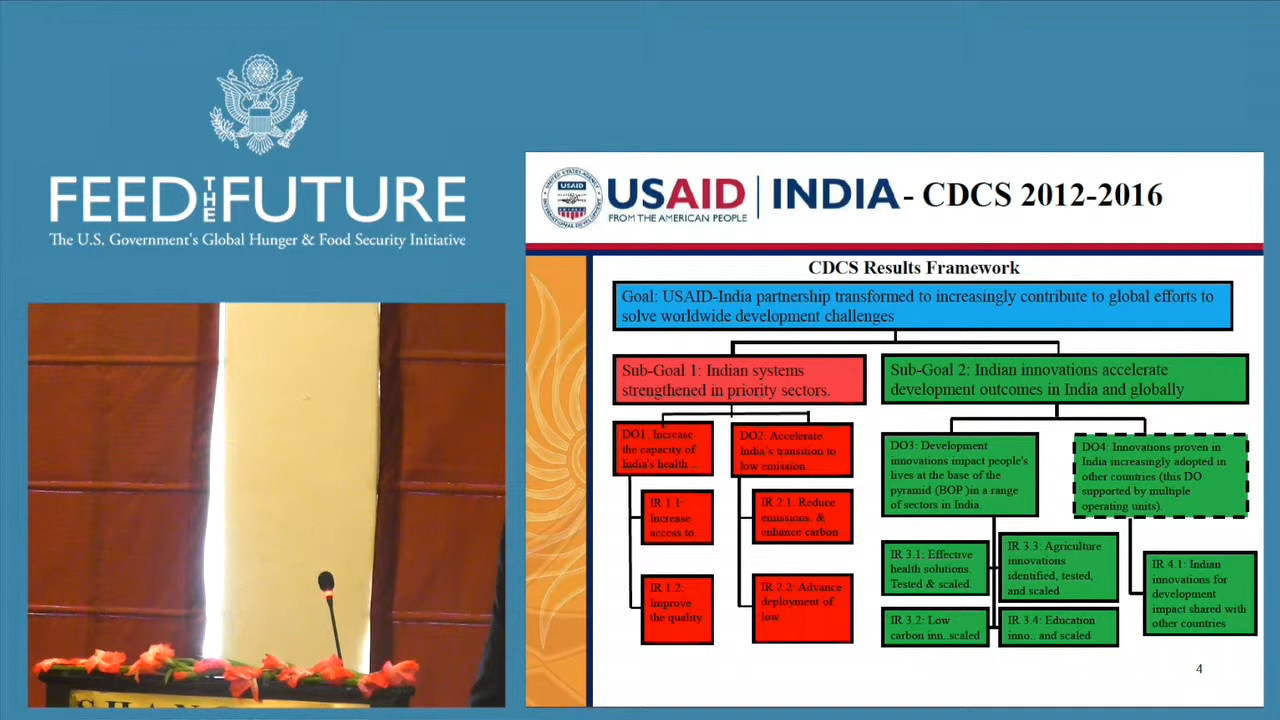 FEED THE FUTURE
The U.S. Government's Global Hunger & Food Security Initiative
USAID
FROM THE AMERICAN PEOPLE
INDIA - CDCS 2012-2016
CDCS Results Framework
Goal: USAID-India partnership transformed to increasingly contribute to global efforts to
solve worldwide development challenges
Sub-Goal 1: Indian systems
strengthened in priority sectors.
Sub-Goal 2: Indian innovations accelerate
development outcomes in India and globally
DO1. Increase
the capacity of
India's health ..
DO2: Accelerate
India's transition to
low emission.
DO3: Development
innovations impact people's
lives at the base of the
pyramid (BOP )in a range
of sectors in India.
DO4: Innovations proven in
India increasingly adopted in
other countries (this DO
supported by multiple
operating units).
IR 1.1:
Increase
access to.
IR 2.1. Reduce
emissions. &
enhance carbon
IR 1.2:
Improve
the quality
IR 2.2: Advance
deployment of
low
IR 3.1: Effective
health solutions.
Tested & scaled.
IR 3.3: Agriculture
innovations
identified, tested,
and scaled.
IR 3.2: Low
carbon inn..scaled
IR 3.4: Education
inno.. and scaled
IR 4.1: Indian
innovations for
development
impact shared with
other countries
4